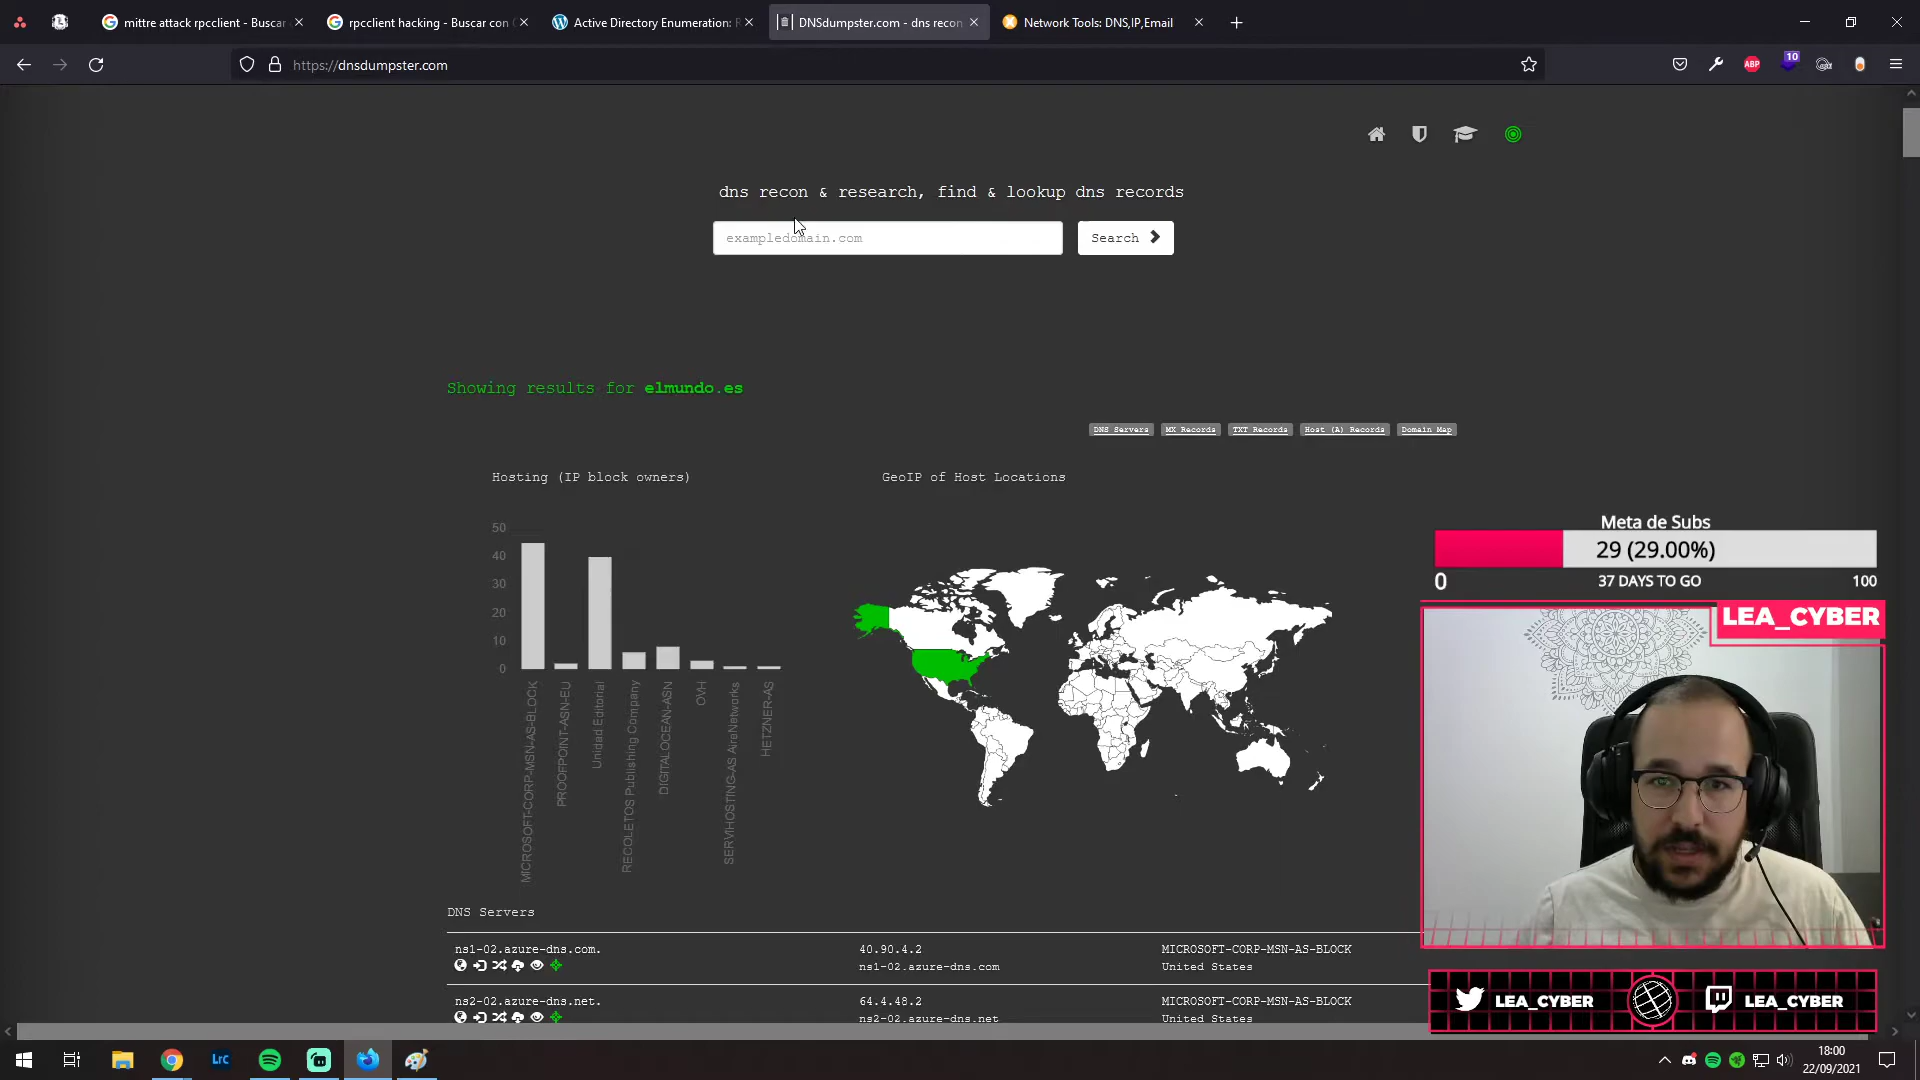 mittre attack rpcclient - Buscar
rpcclient hacking - Buscar con
Active Directory Enumeration: R
DNSdumpster.com - dns recon
Network Tools: DNS,IP,Email
https://dnsdumpster.com
ABP
10
dns recon & research, find & lookup dns records
exampledomain.com
Search
Showing results for elmundo.es
DNS Servers
MX Records
TXT Records
Host (A) Records
Domain Map
Hosting (IP block owners)
GeoIP of Host Locations
50
40
30
20
10
0
MICROSOFT-CORP-MSN-AS-BLOCK
PROOFPOINT-ASN-EU
Unidad Editorial
RECOLETOS Publishing Company
DIGITALOCEAN-ASN
OVH
SERVIHOSTING-AS AireNetworks
HETZNER-AS
Meta de Subs
29 (29.00%)
0
37 DAYS TO GO
100
LEA_CYBER
DNS Servers
ns1-02.azure-dns.com.
40.90.4.2
MICROSOFT-CORP-MSN-AS-BLOCK
ns1-02.azure-dns.com
United States
ns2-02.azure-dns.net.
64.4.48.2
MICROSOFT-CORP-MSN-AS-BLOCK
ns2-02.azure-dns.net
United States
LEA_CYBER
LEA_CYBER
Lrc
18:00
22/09/2021